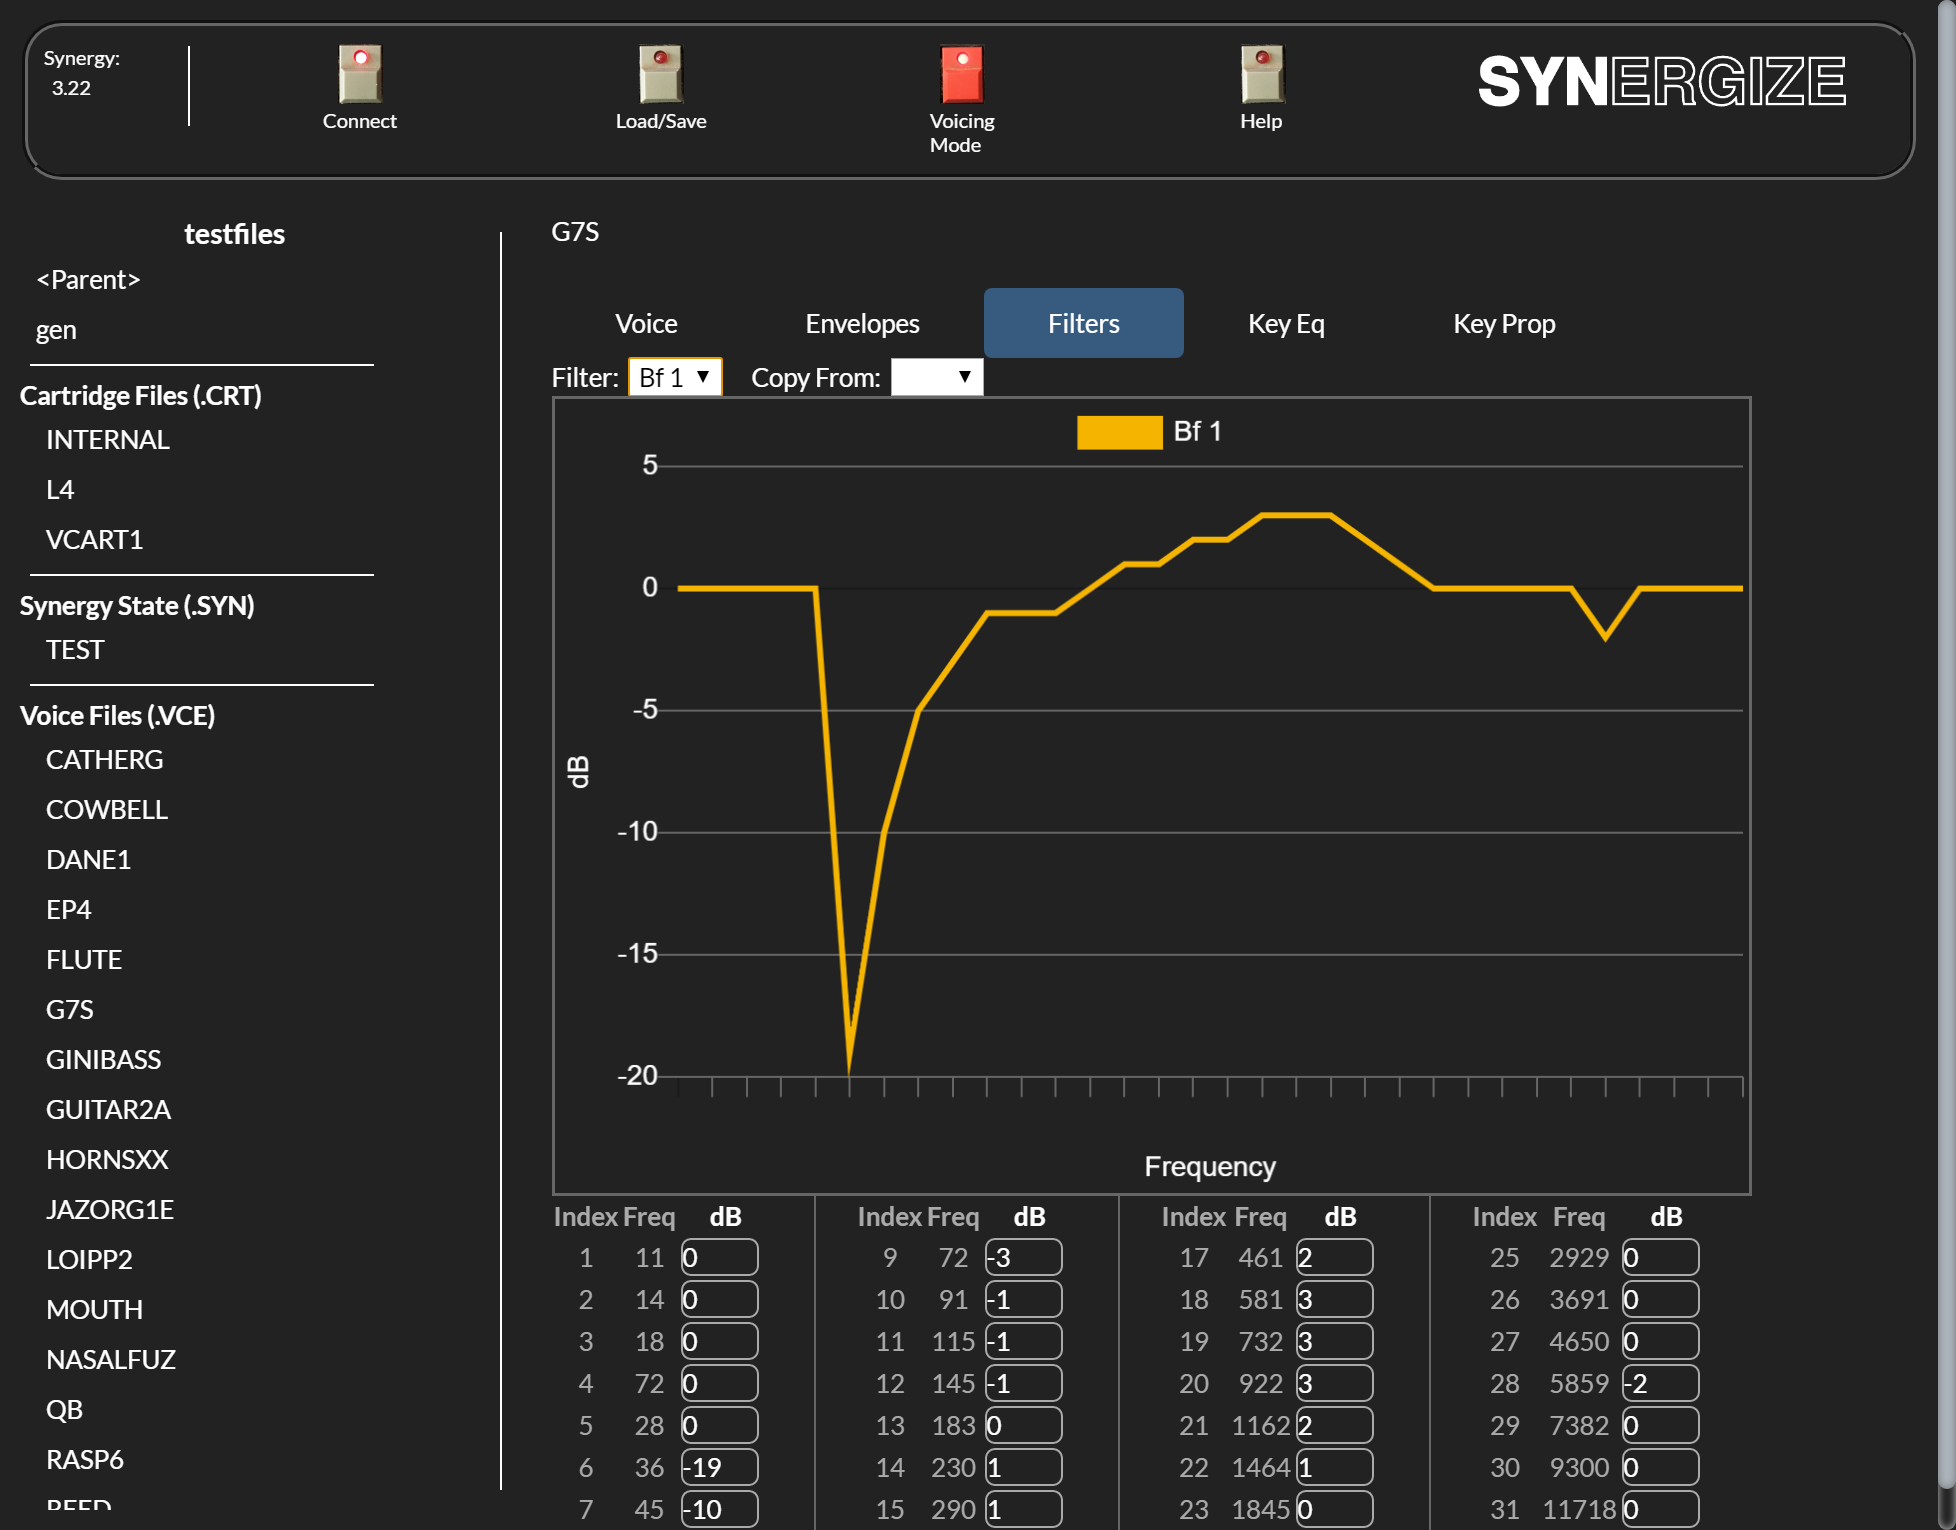 Synergy:
3.22
Connect
Load/Save
Voicing
Mode
Help
SYNERGIZE
testfiles
<Parent>
gen
Cartridge Files (.CRT)
INTERNAL
L4
VCART1
Synergy State (.SYN)
TEST
Voice Files (.VCE)
CATHERG
COWBELL
DANE1
EP4
FLUTE
G7S
GINIBASS
GUITAR2A
HORNSXX
JAZORG1E
LOIPP2
MOUTH
NASALFUZ
QB
RASP6
REED
G7S
Voice Envelopes Filters Key Eq Key Prop
Filter: Bf 1 ▼ Copy From: ▼
Bf 1
5
0
-5
-10
-15
-20
dB
Frequency
Index Freq dB Index Freq dB Index Freq dB Index Freq dB
1 11 0 9 72 -3 17 461 2 25 2929 0
2 14 0 10 91 -1 18 581 3 26 3691 0
3 18 0 11 115 -1 19 732 3 27 4650 0
4 72 0 12 145 -1 20 922 3 28 5859 -2
5 28 0 13 183 0 21 1162 2 29 7382 0
6 36 -19 14 230 1 22 1464 1 30 9300 0
7 45 -10 15 290 1 23 1845 0 31 11718 0